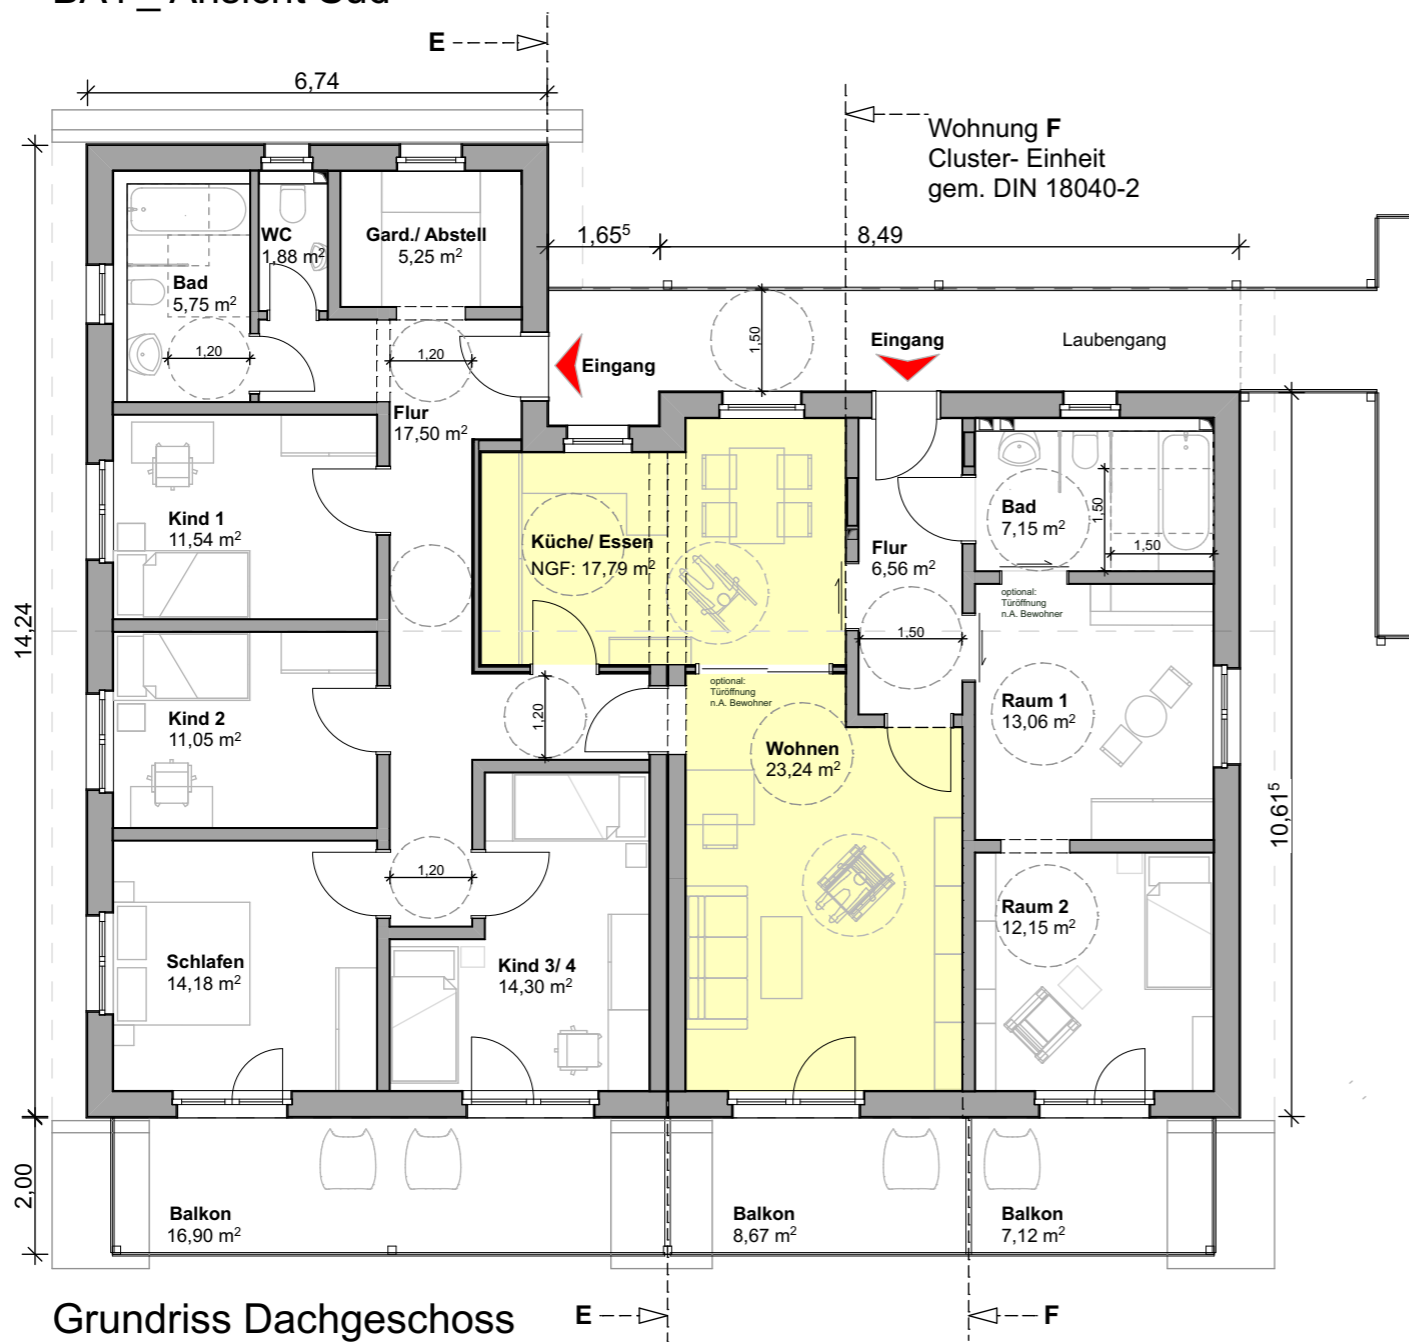 BA1_ Ansicht Süd
E
6,74
Wohnung F
Cluster- Einheit
gem. DIN 18040-2
1,65⁵
8,49
WC
1,88 m²
Gard./ Abstell
5,25 m²
Bad
5,75 m²
1,20
1,20
1,50
Eingang
Eingang
Laubengang
Flur
17,50 m²
Kind 1
11,54 m²
Küche/ Essen
NGF: 17,79 m²
Flur
6,56 m²
Bad
7,15 m²
1,50
1,50
optional:
Türöffnung
n.A. Bewohner
1,50
14,24
Kind 2
11,05 m²
1,20
optional:
Türöffnung
n.A. Bewohner
Wohnen
23,24 m²
Raum 1
13,06 m²
10,61⁵
1,20
Schlafen
14,18 m²
Kind 3/ 4
14,30 m²
Raum 2
12,15 m²
2,00
Balkon
16,90 m²
Balkon
8,67 m²
Balkon
7,12 m²
Grundriss Dachgeschoss
E
F